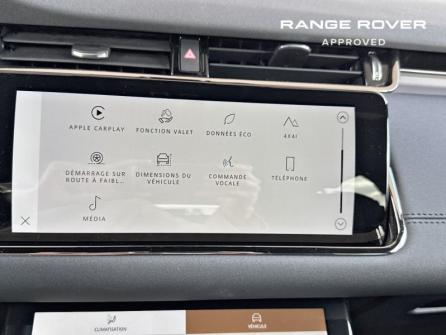 RANGE ROVER
APPROVED
APPLE CARPLAY
FONCTION VALET
DONNÉES ÉCO
4X4I
DÉMARRAGE SUR ROUTE À FAIBL...
DIMENSIONS DU VÉHICULE
COMMANDE VOCALE
TÉLÉPHONE
MÉDIA
CLIMATISATION
VÉHICULE